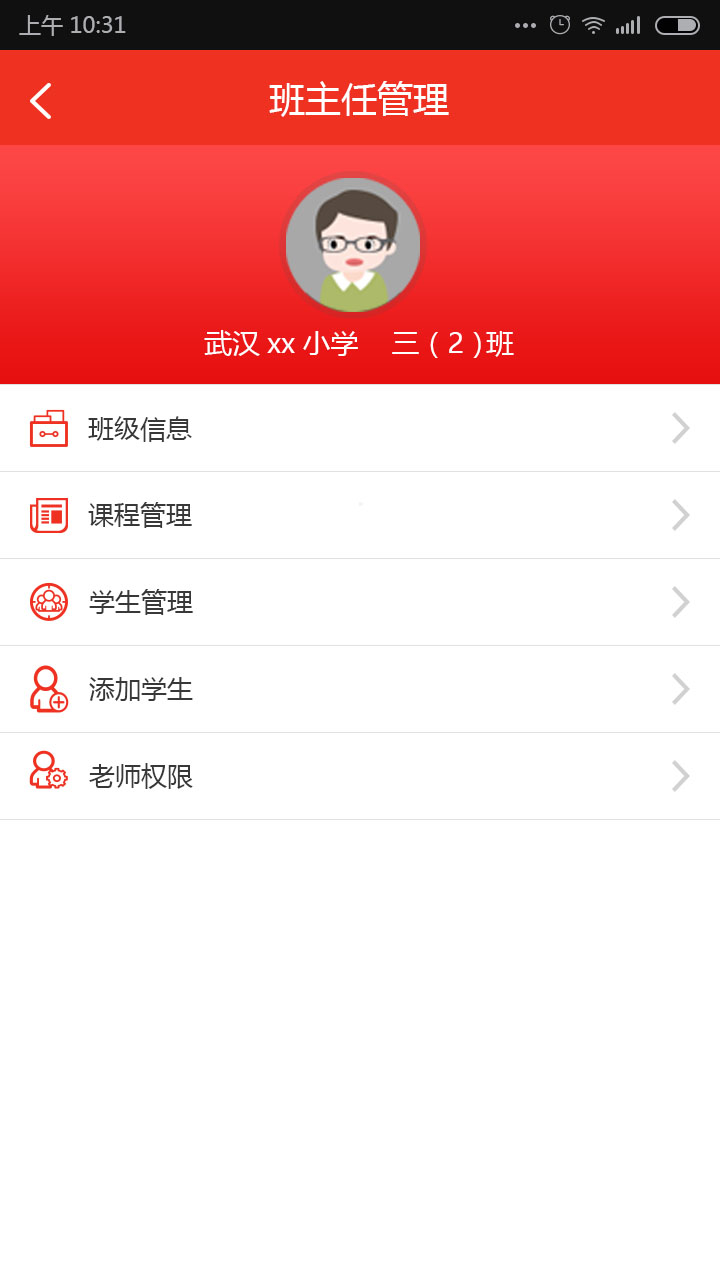 上午 10:31
班主任管理
武汉 xx 小学 三 ( 2 ) 班
班级信息
课程管理
学生管理
添加学生
老师权限